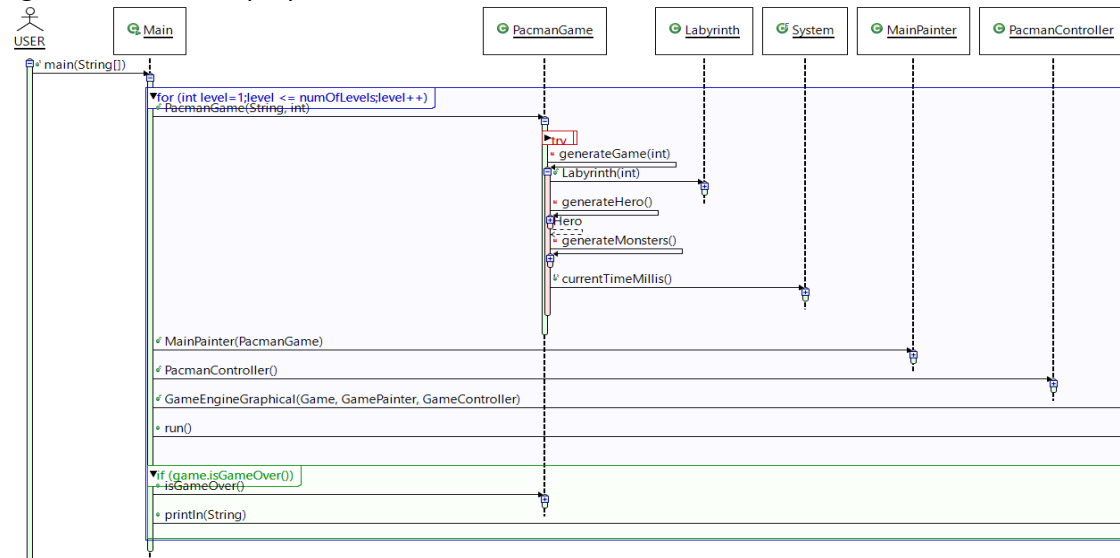 USER
Main
PacmanGame
Labyrinth
System
MainPainter
PacmanController
main(String[])
for (int level=1;level <= numOfLevels;level++)
PacmanGame(String, int)
try
generateGame(int)
Labyrinth(int)
generateHero()
Hero
generateMonsters()
currentTimeMillis()
MainPainter(PacmanGame)
PacmanController()
GameEngineGraphical(Game, GamePainter, GameController)
run()
if (game.isGameOver())
isGameOver()
println(String)